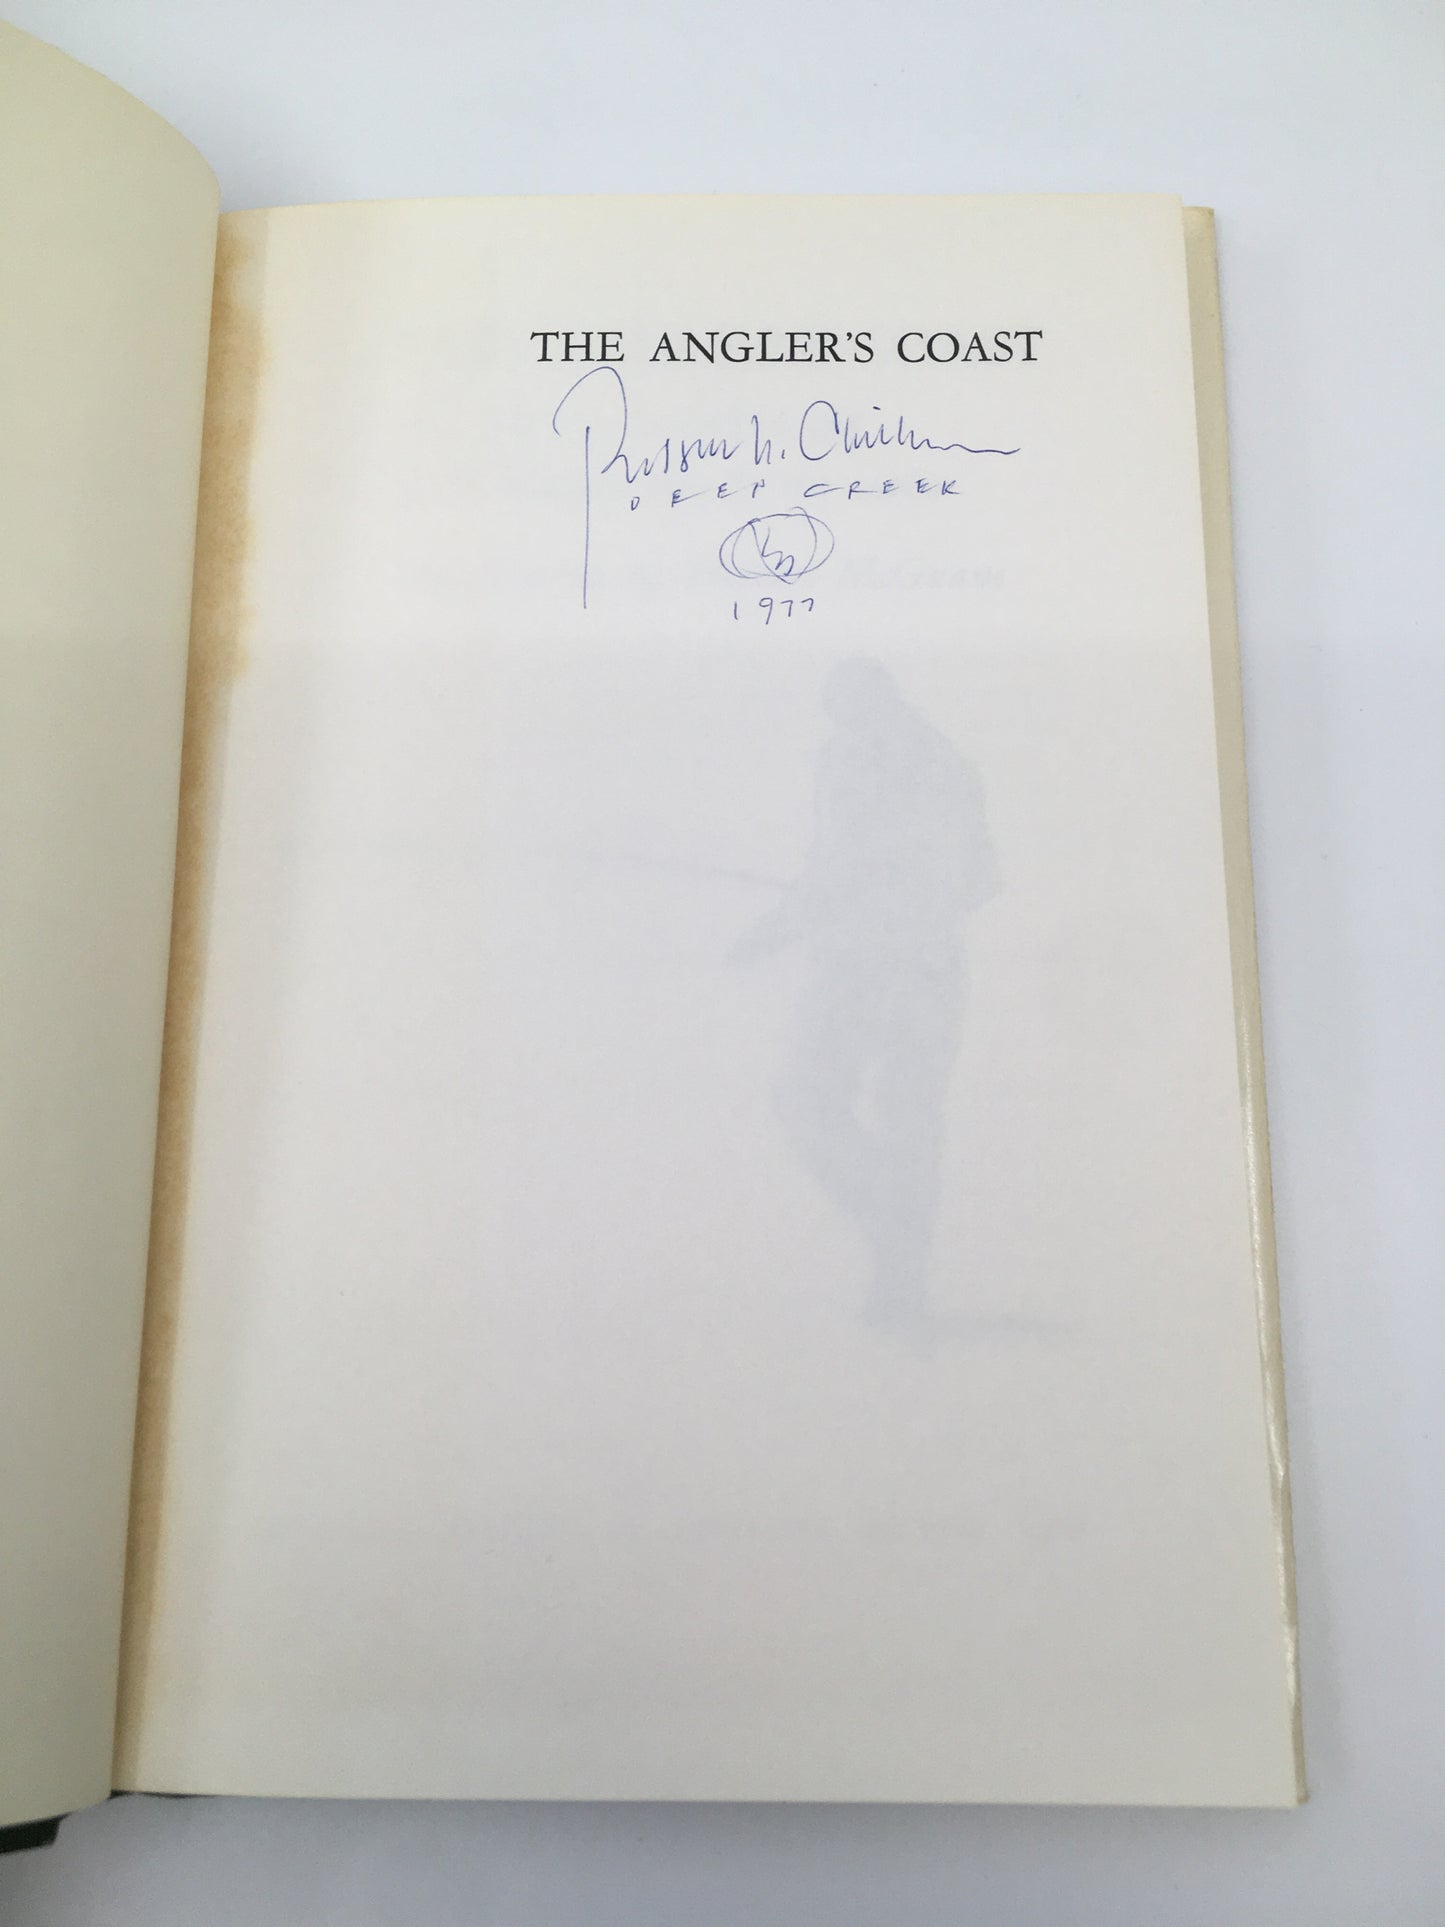 THE ANGLER'S COAST
Russell Chatham
DEEP CREEK
1977